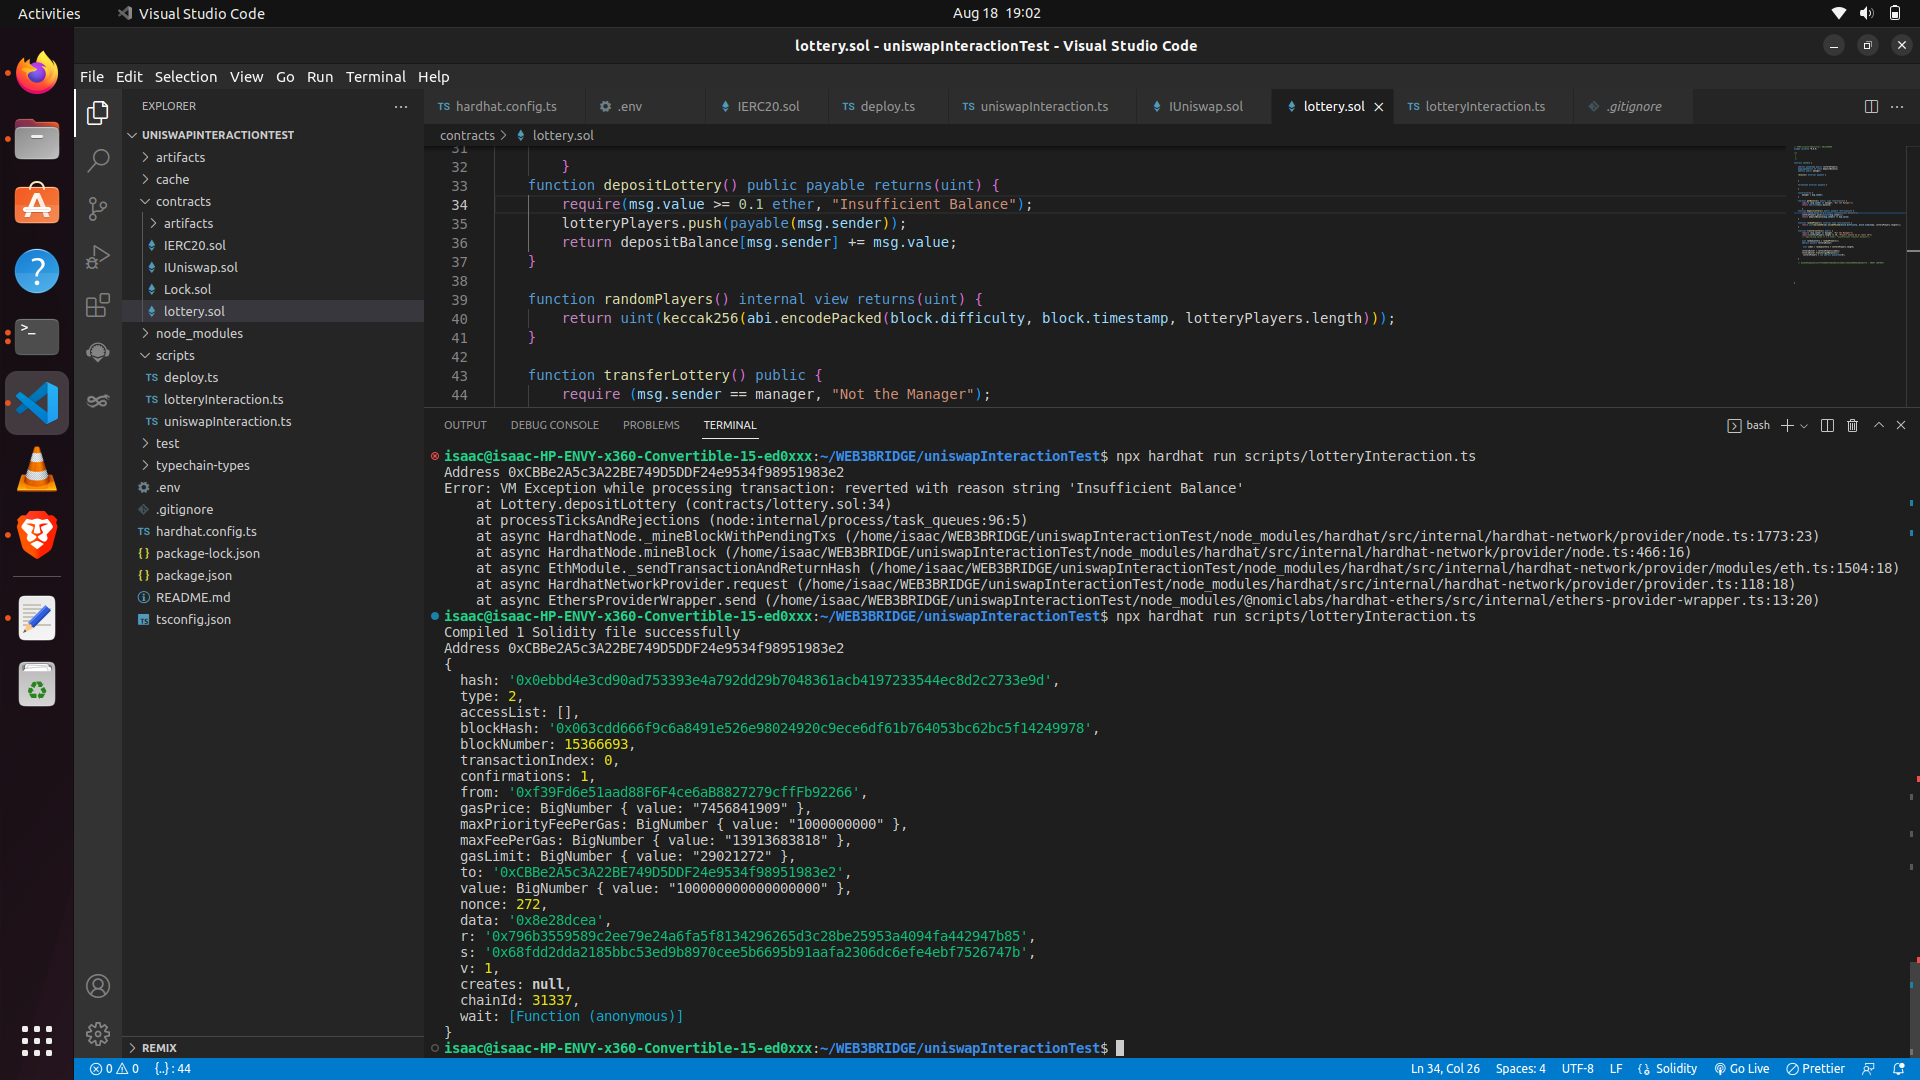 Activities
Visual Studio Code
Aug 18 19:02
lottery.sol - uniswapInteractionTest - Visual Studio Code
File Edit Selection View Go Run Terminal Help
EXPLORER
UNISWAPINTERACTIONTEST
artifacts
cache
contracts
artifacts
IERC20.sol
IUniswap.sol
Lock.sol
lottery.sol
node_modules
scripts
deploy.ts
lotteryInteraction.ts
uniswapInteraction.ts
test
typechain-types
.env
.gitignore
hardhat.config.ts
package-lock.json
package.json
README.md
tsconfig.json
REMIX
TS hardhat.config.ts .env IERC20.sol TS deploy.ts TS uniswapInteraction.ts IUniswap.sol lottery.sol TS lotteryInteraction.ts .gitignore
contracts > lottery.sol
31
32 }
33 function depositLottery() public payable returns(uint) {
34 require(msg.value >= 0.1 ether, "Insufficient Balance");
35 lotteryPlayers.push(payable(msg.sender));
36 return depositBalance[msg.sender] += msg.value;
37 }
38
39 function randomPlayers() internal view returns(uint) {
40 return uint(keccak256(abi.encodePacked(block.difficulty, block.timestamp, lotteryPlayers.length)));
41 }
42
43 function transferLottery() public {
44 require (msg.sender == manager, "Not the Manager");
OUTPUT DEBUG CONSOLE PROBLEMS TERMINAL
bash
isaac@isaac-HP-ENVY-x360-Convertible-15-ed0xxx:~/WEB3BRIDGE/uniswapInteractionTest$ npx hardhat run scripts/lotteryInteraction.ts
Address 0xCBBe2A5c3A22BE749D5DDF24e9534f98951983e2
Error: VM Exception while processing transaction: reverted with reason string 'Insufficient Balance'
at Lottery.depositLottery (contracts/lottery.sol:34)
at processTicksAndRejections (node:internal/process/task_queues:96:5)
at async HardhatNode._mineBlockWithPendingTxs (/home/isaac/WEB3BRIDGE/uniswapInteractionTest/node_modules/hardhat/src/internal/hardhat-network/provider/node.ts:1773:23)
at async HardhatNode.mineBlock (/home/isaac/WEB3BRIDGE/uniswapInteractionTest/node_modules/hardhat/src/internal/hardhat-network/provider/node.ts:466:16)
at async EthModule._sendTransactionAndReturnHash (/home/isaac/WEB3BRIDGE/uniswapInteractionTest/node_modules/hardhat/src/internal/hardhat-network/provider/modules/eth.ts:1504:18)
at async HardhatNetworkProvider.request (/home/isaac/WEB3BRIDGE/uniswapInteractionTest/node_modules/hardhat/src/internal/hardhat-network/provider/provider.ts:118:18)
at async EthersProviderWrapper.send (/home/isaac/WEB3BRIDGE/uniswapInteractionTest/node_modules/@nomiclabs/hardhat-ethers/src/internal/ethers-provider-wrapper.ts:13:20)
isaac@isaac-HP-ENVY-x360-Convertible-15-ed0xxx:~/WEB3BRIDGE/uniswapInteractionTest$ npx hardhat run scripts/lotteryInteraction.ts
Compiled 1 Solidity file successfully
Address 0xCBBe2A5c3A22BE749D5DDF24e9534f98951983e2
{
hash: '0x0ebbd4e3cd90ad753393e4a792dd29b7048361acb4197233544ec8d2c2733e9d',
type: 2,
accessList: [],
blockHash: '0x063cdd666f9c6a8491e526e98024920c9ece6df61b764053bc62bc5f14249978',
blockNumber: 15366693,
transactionIndex: 0,
confirmations: 1,
from: '0xf39Fd6e51aad88F6F4ce6aB8827279cffFb92266',
gasPrice: BigNumber { value: "7456841909" },
maxPriorityFeePerGas: BigNumber { value: "1000000000" },
maxFeePerGas: BigNumber { value: "13913683818" },
gasLimit: BigNumber { value: "29021272" },
to: '0xCBBe2A5c3A22BE749D5DDF24e9534f98951983e2',
value: BigNumber { value: "100000000000000000" },
nonce: 272,
data: '0x8e28dcea',
r: '0x796b3559589c2ee79e24a6fa5f8134296265d3c28be25953a4094fa442947b85',
s: '0x68fdd2dda2185bbc53ed9b8970cee5b6695b91aafa2306dc6efe4ebf7526747b',
v: 1,
creates: null,
chainId: 31337,
wait: [Function (anonymous)]
}
isaac@isaac-HP-ENVY-x360-Convertible-15-ed0xxx:~/WEB3BRIDGE/uniswapInteractionTest$
0 0 {..} : 44
Ln 34, Col 26 Spaces: 4 UTF-8 LF Solidity Go Live Prettier